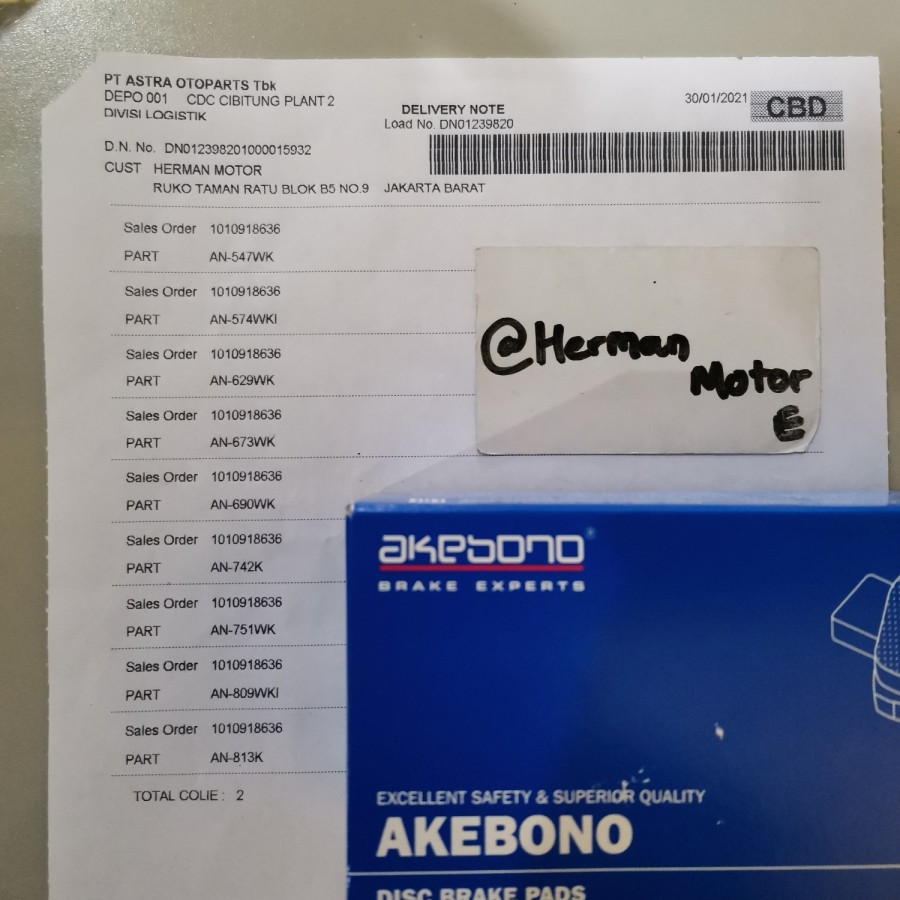 PT ASTRA OTOPARTS Tbk
DEPO 001 CDC CIBITUNG PLANT 2
DIVISI LOGISTIK
DELIVERY NOTE
Load No. DN01239820
30/01/2021 CBD
D.N. No. DN012398201000015932
CUST HERMAN MOTOR
RUKO TAMAN RATU BLOK B5 NO.9 JAKARTA BARAT
Sales Order 1010918636
PART AN-547WK
Sales Order 1010918636
PART AN-574WKI
Sales Order 1010918636
PART AN-629WK
Sales Order 1010918636
PART AN-673WK
Sales Order 1010918636
PART AN-690WK
Sales Order 1010918636
PART AN-742K
Sales Order 1010918636
PART AN-751WK
Sales Order 1010918636
PART AN-809WKI
Sales Order 1010918636
PART AN-813K
TOTAL COLIE : 2
@Herman
Motor
E
akebono
BRAKE EXPERTS
EXCELLENT SAFETY & SUPERIOR QUALITY
AKEBONO
DISC BRAKE PADS